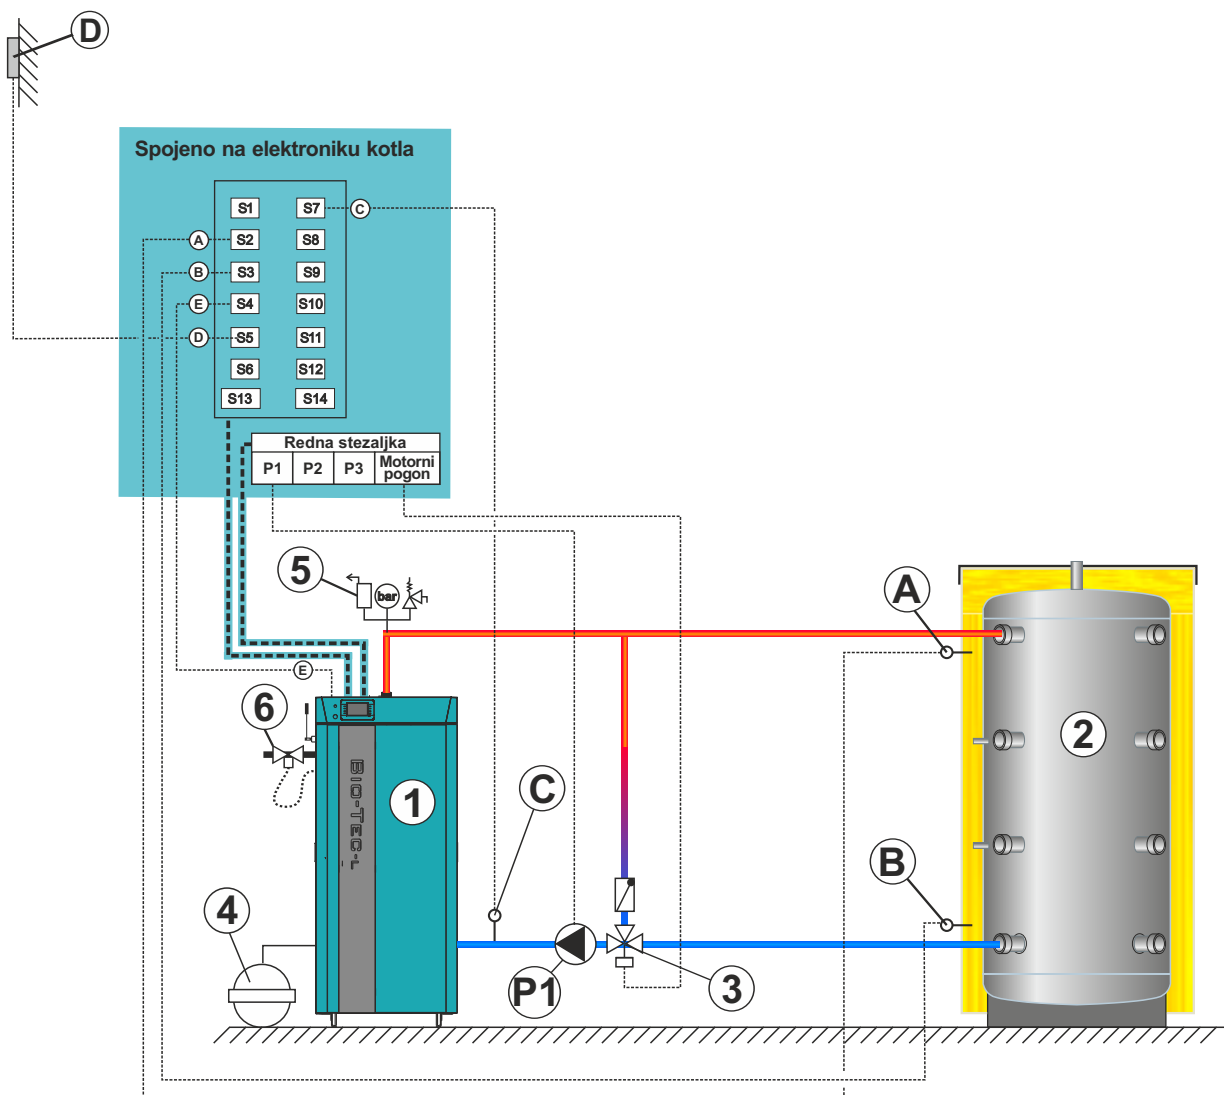 D
Spojeno na elektroniku kotla
S1 S7 C
A S2 S8
B S3 S9
E S4 S10
D S5 S11
S6 S12
S13 S14
Redna stezaljka
P1 P2 P3 Motorni pogon
5
bar
A
E
6
2
BIO-TEC-L
1
C
B
4
P1
3